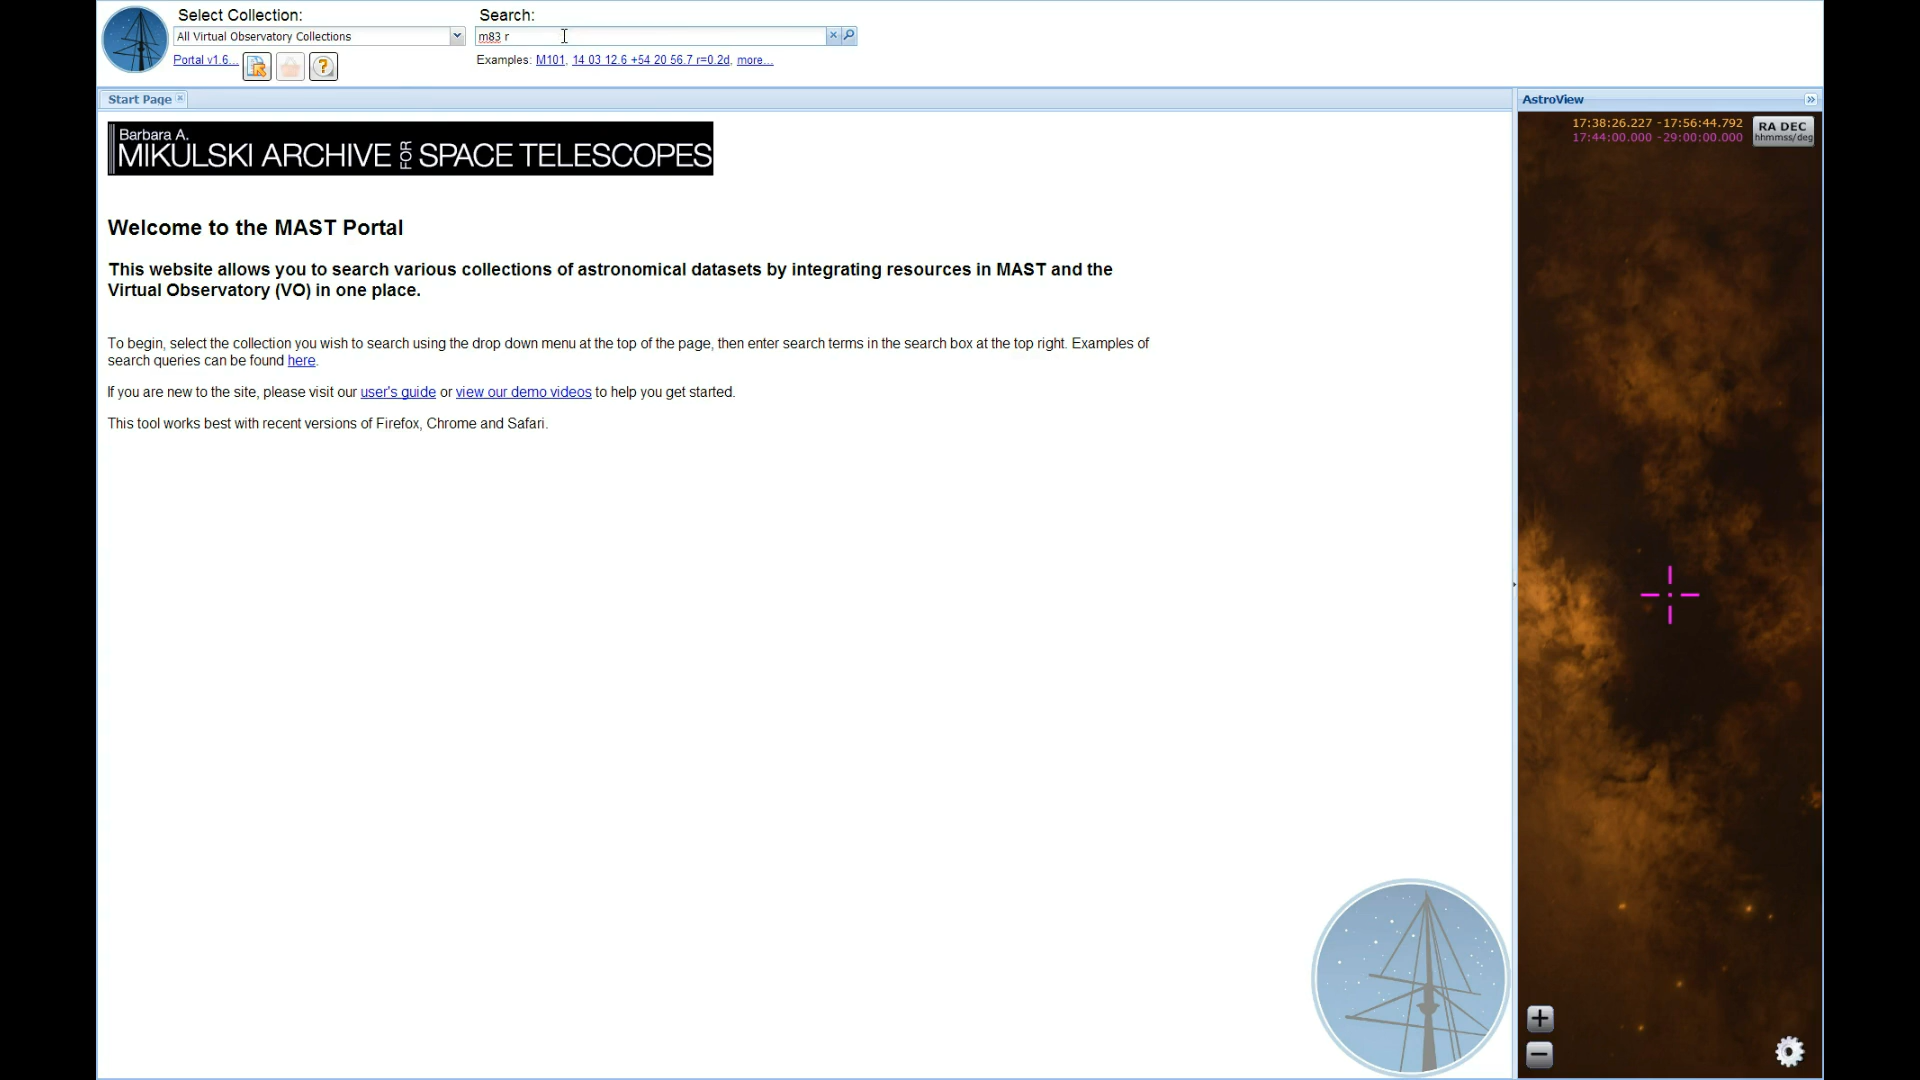 Select Collection:
Search:
All Virtual Observatory Collections
m83 r
Portal v1.6...
Examples: M101, 14 03 12.6 +54 20 56.7 r=0.2d, more...
Start Page
AstroView
17:38:26.227 -17:56:44.792
17:44:00.000 -29:00:00.000
RA DEC
hhmmss/deg
Barbara A.
MIKULSKI ARCHIVE FOR SPACE TELESCOPES
Welcome to the MAST Portal
This website allows you to search various collections of astronomical datasets by integrating resources in MAST and the
Virtual Observatory (VO) in one place.
To begin, select the collection you wish to search using the drop down menu at the top of the page, then enter search terms in the search box at the top right. Examples of
search queries can be found here.
If you are new to the site, please visit our user's guide or view our demo videos to help you get started.
This tool works best with recent versions of Firefox, Chrome and Safari.